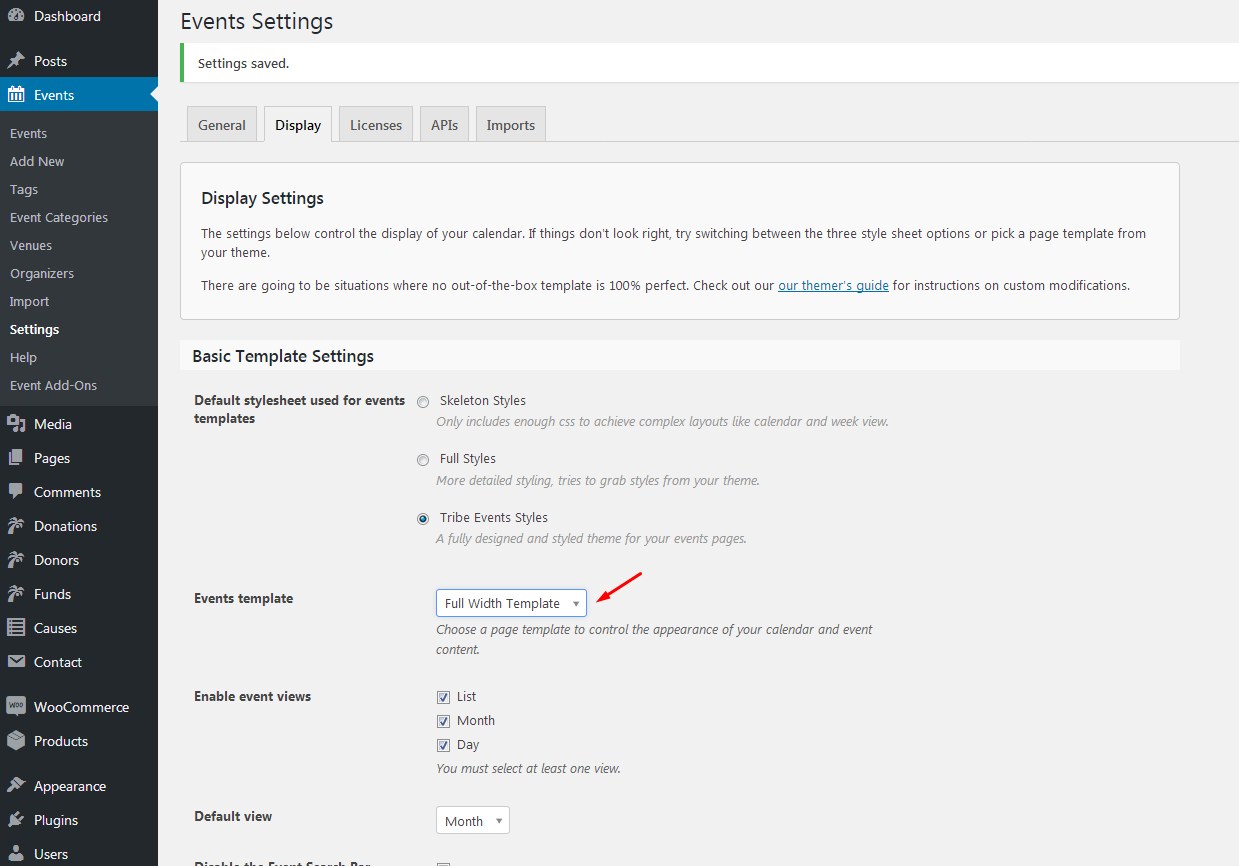 Dashboard
Posts
Events
Events
Add New
Tags
Event Categories
Venues
Organizers
Import
Settings
Help
Event Add-Ons
Media
Pages
Comments
Donations
Donors
Funds
Causes
Contact
WOO
WooCommerce
Products
Appearance
Plugins
Users
Events Settings
Settings saved.
General
Display
Licenses
APIs
Imports
Display Settings
The settings below control the display of your calendar. If things don't look right, try switching between the three style sheet options or pick a page template from
your theme.
There are going to be situations where no out-of-the-box template is 100% perfect. Check out our our themer's guide for instructions on custom modifications.
Basic Template Settings
Default stylesheet used for events
templates
Skeleton Styles
Only includes enough css to achieve complex layouts like calendar and week view.
Full Styles
More detailed styling, tries to grab styles from your theme.
Tribe Events Styles
A fully designed and styled theme for your events pages.
Events template
Full Width Template
Choose a page template to control the appearance of your calendar and event
content.
Enable event views
List
Month
Day
You must select at least one view.
Default view
Month
Disable the Event Search Bar